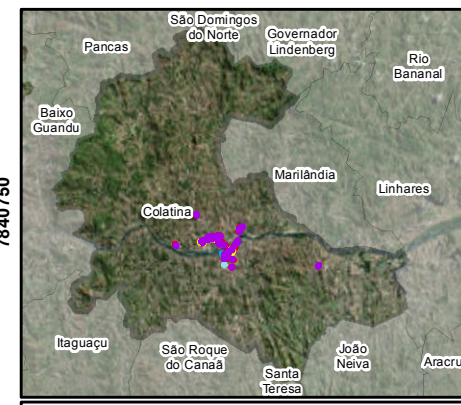 São Domingos
do Norte
Governador
Lindenberg
Pancas
Rio
Bananal
Baixo
Guandu
Marilândia
Linhares
Colatina
7840750
Itaguaçu
São Roque
do Canaã
João
Neiva
Santa
Teresa
Aracru